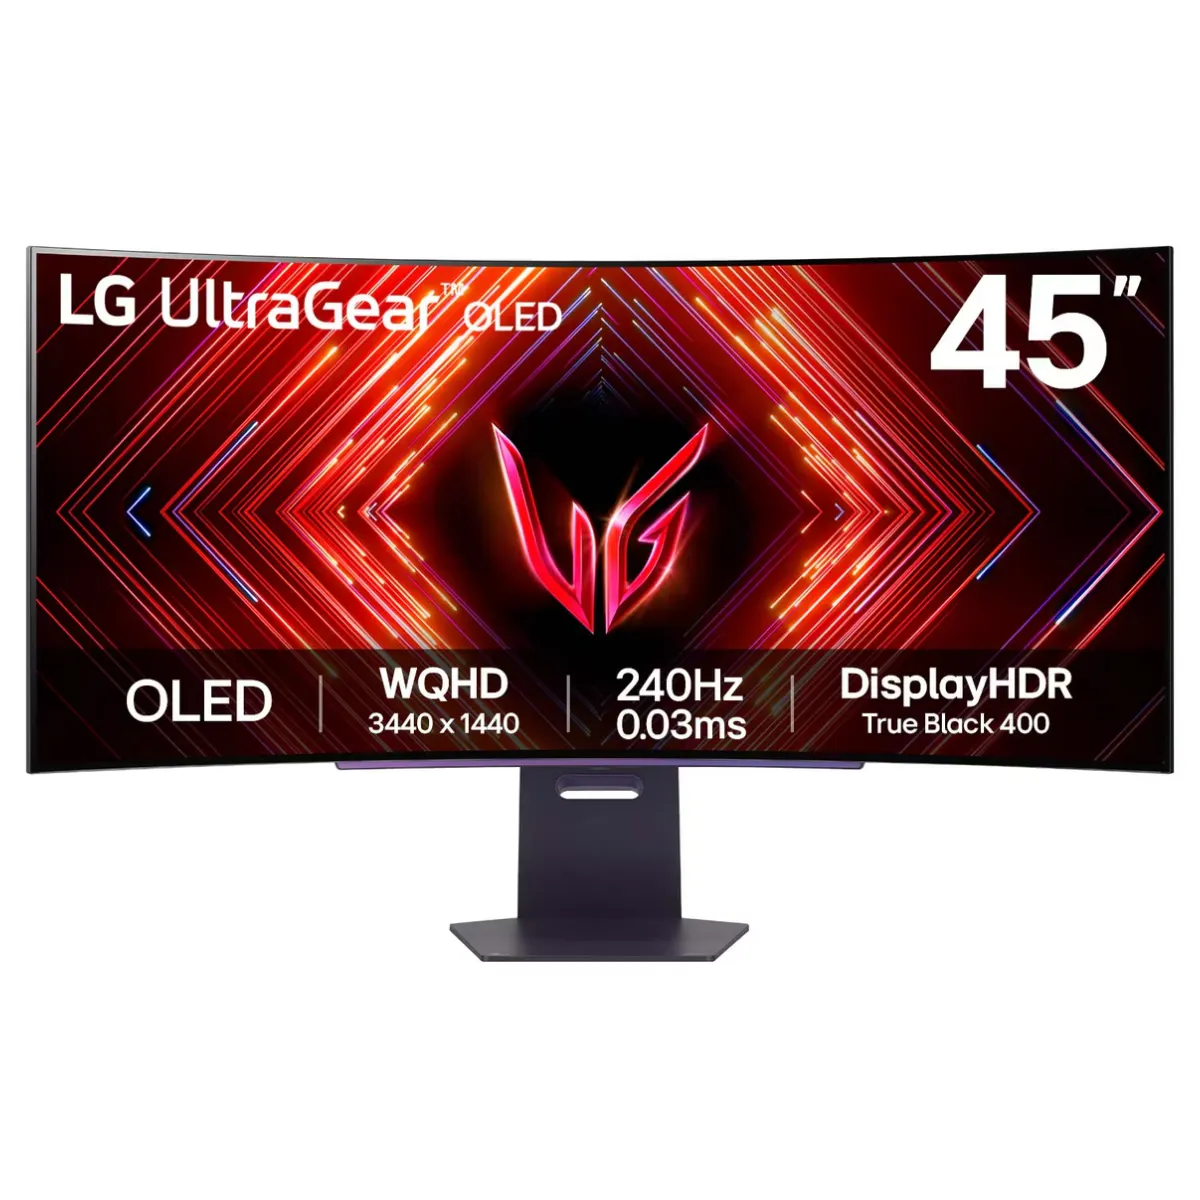 LG UltraGear™ OLED
45"
OLED
WQHD
3440 x 1440
240Hz
0.03ms
DisplayHDR
True Black 400